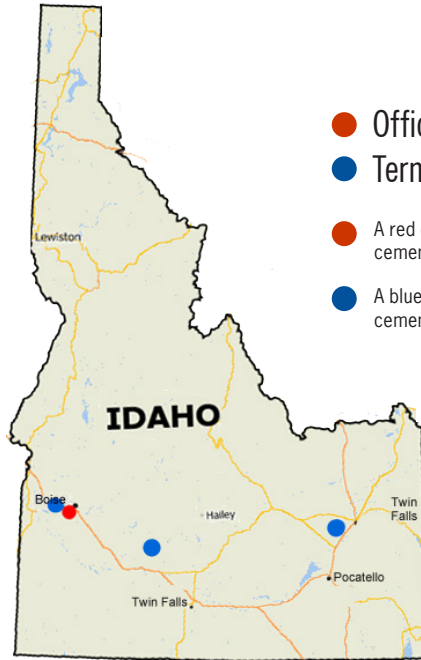 Offic
Term
A red
cemen
A blue
cemen
Lewiston
IDAHO
Boise
Hailey
Twin
Falls
Pocatello
Twin Falls